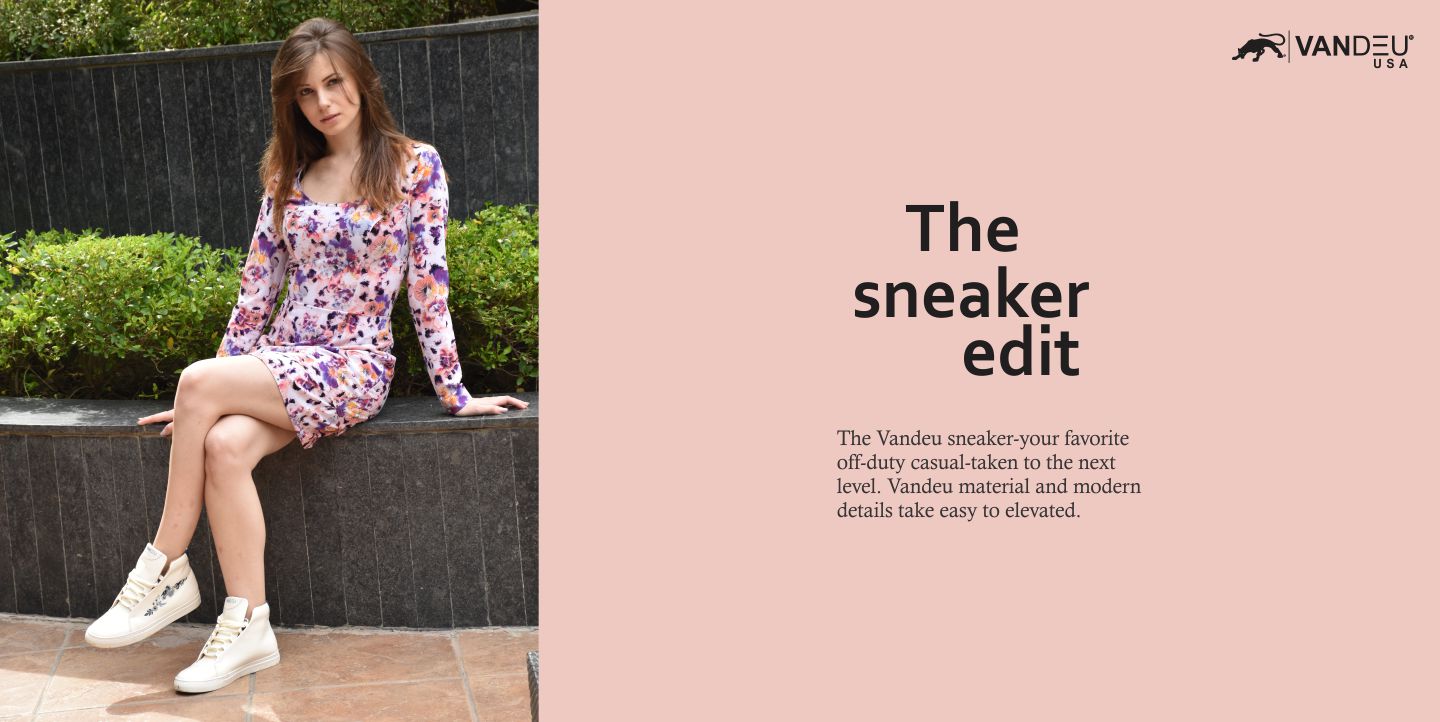 VANDEU
USA
The
sneaker
edit
The Vandeu sneaker-your favorite
off-duty casual-taken to the next
level. Vandeu material and modern
details take easy to elevated.